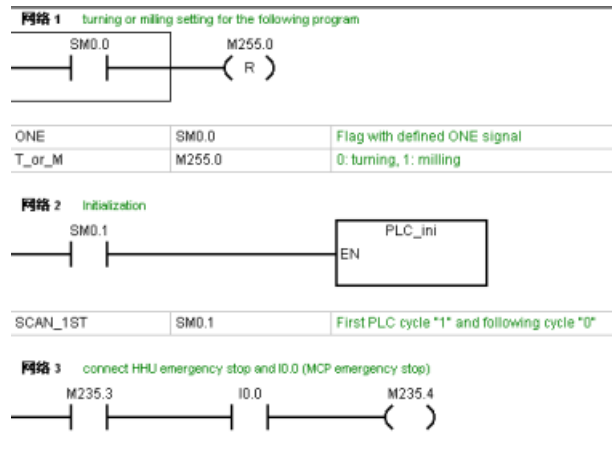 网络 1 turning or milling setting for the following program
SM0.0 M255.0
R
ONE SM0.0 Flag with defined ONE signal
T_or_M M255.0 0: turning, 1: milling
网络 2 Initialization
SM0.1 PLC_ini
EN
SCAN_1ST SM0.1 First PLC cycle "1" and following cycle "0"
网络 3 connect HHU emergency stop and I0.0 (MCP emergency stop)
M235.3 I0.0 M235.4